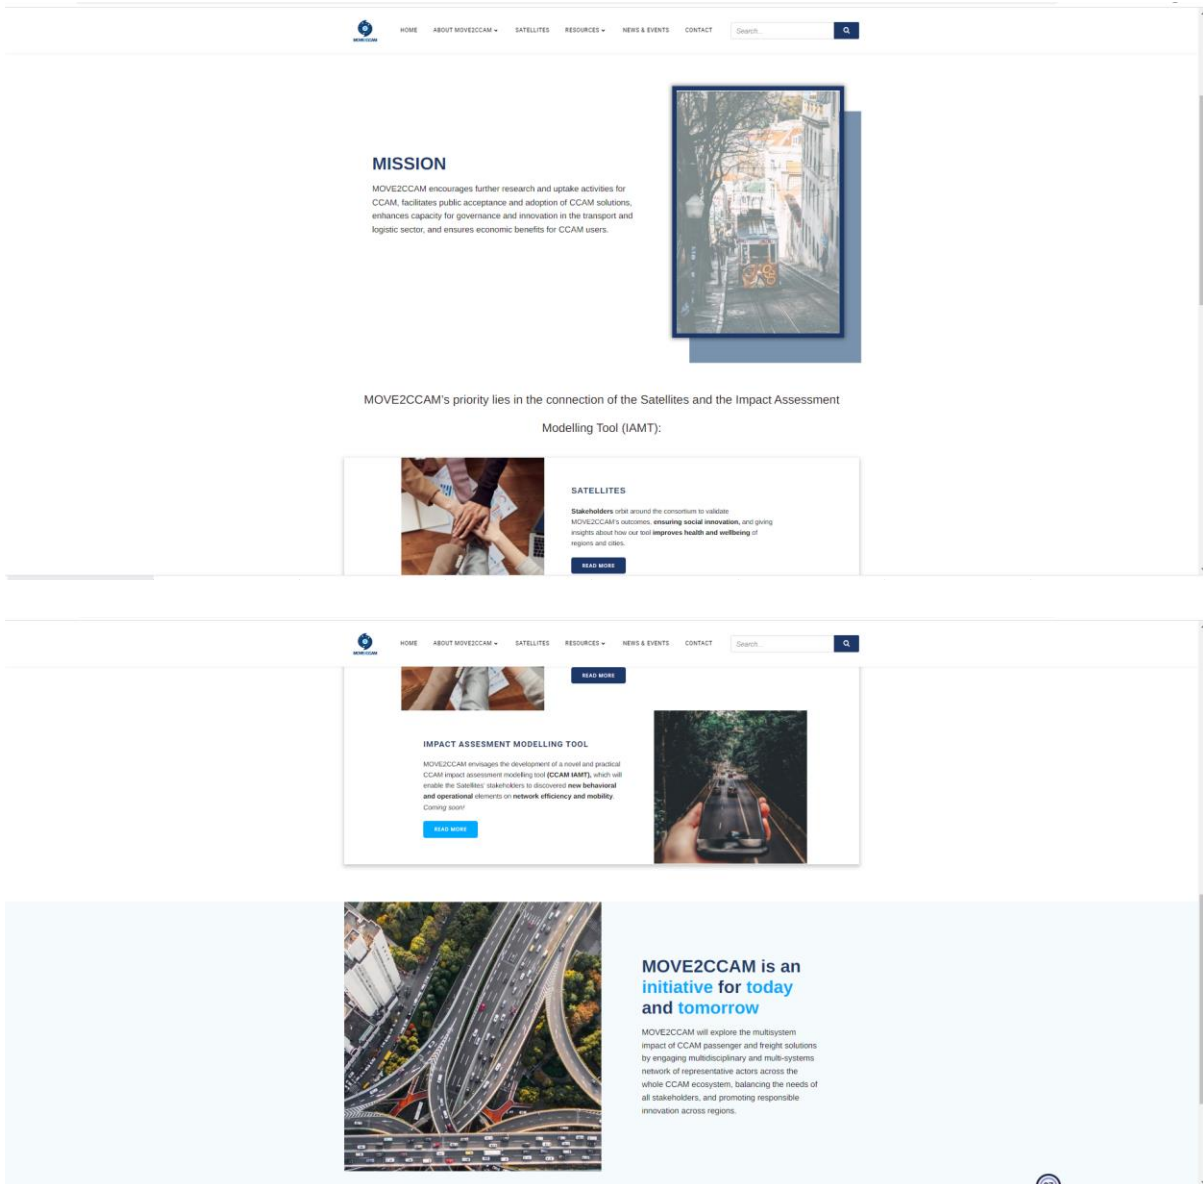 HOME ABOUT MOVE2CCAM SATELLITES RESOURCES NEWS & EVENTS CONTACT Search...
MOVE2CCAM
MISSION
MOVE2CCAM encourages further research and uptake activities for
CCAM, facilitates public acceptance and adoption of CCAM solutions,
enhances capacity for governance and innovation in the transport and
logistic sector, and ensures economic benefits for CCAM users.
MOVE2CCAM's priority lies in the connection of the Satellites and the Impact Assessment
Modelling Tool (IAMT):
SATELLITES
Stakeholders orbit around the consortium to validate
MOVE2CCAM's outcomes, ensuring social innovation, and giving
insights about how our tool improves health and wellbeing of
regions and cities.
READ MORE
HOME ABOUT MOVE2CCAM SATELLITES RESOURCES NEWS & EVENTS CONTACT Search...
MOVE2CCAM
READ MORE
IMPACT ASSESMENT MODELLING TOOL
MOVE2CCAM envisages the development of a novel and practical
CCAM impact assessment modelling tool (CCAM IAMT), which will
enable the Satellites' stakeholders to discovered new behavioral
and operational elements on network efficiency and mobility.
Coming soon!
READ MORE
MOVE2CCAM is an
initiative for today
and tomorrow
MOVE2CCAM will explore the multisystem
impact of CCAM passenger and freight solutions
by engaging multidisciplinary and multi-systems
network of representative actors across the
whole CCAM ecosystem, balancing the needs of
all stakeholders, and promoting responsible
innovation across regions.